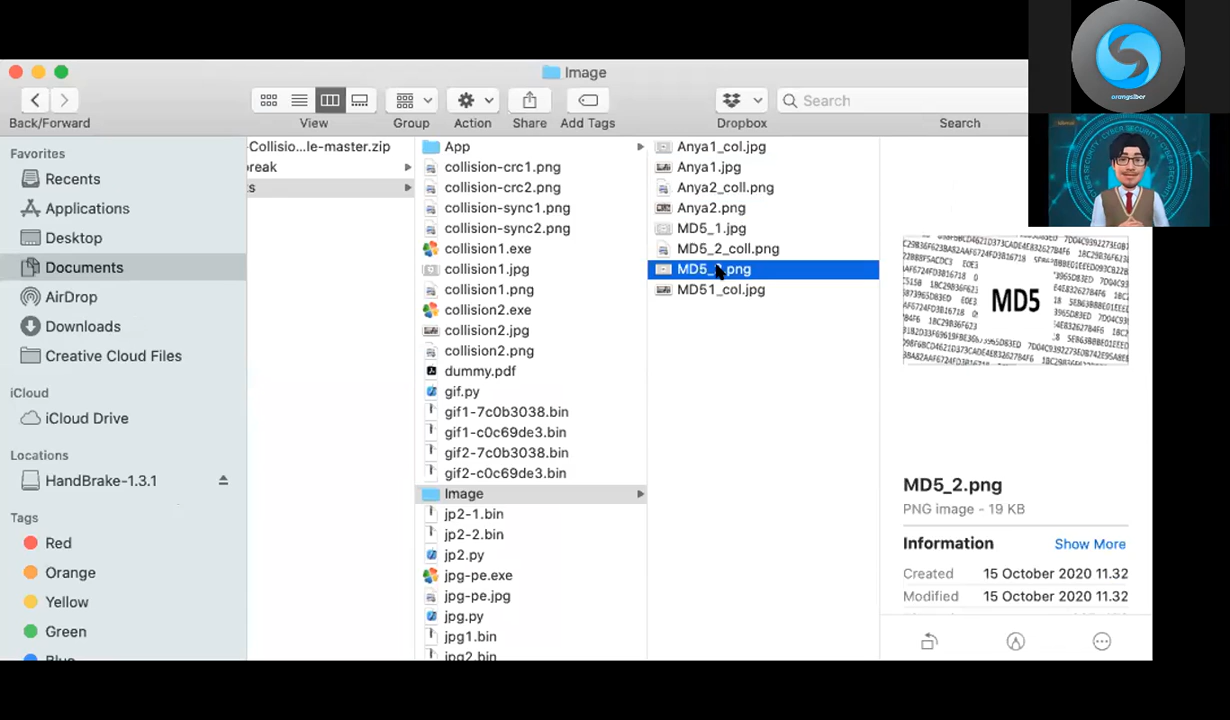 Image
Back/Forward
View
Group
Action
Share
Add Tags
Dropbox
Search
Search
orangsiber
CYBER SECURITY
Favorites
Recents
Applications
Desktop
Documents
AirDrop
Downloads
Creative Cloud Files
iCloud
iCloud Drive
Locations
HandBrake-1.3.1
Tags
Red
Orange
Yellow
Green
Blue
-Collisio...le-master.zip
reak
s
App
collision-crc1.png
collision-crc2.png
collision-sync1.png
collision-sync2.png
collision1.exe
collision1.jpg
collision1.png
collision2.exe
collision2.jpg
collision2.png
dummy.pdf
gif.py
gif1-7c0b3038.bin
gif1-c0c69de3.bin
gif2-7c0b3038.bin
gif2-c0c69de3.bin
Image
jp2-1.bin
jp2-2.bin
jp2.py
jpg-pe.exe
jpg-pe.jpg
jpg.py
jpg1.bin
jpg2.bin
Anya1_col.jpg
Anya1.jpg
Anya2_coll.png
Anya2.png
MD5_1.jpg
MD5_2_coll.png
MD5_2.png
MD51_col.jpg
MD5
MD5_2.png
PNG image - 19 KB
Information
Show More
Created 15 October 2020 11.32
Modified 15 October 2020 11.32